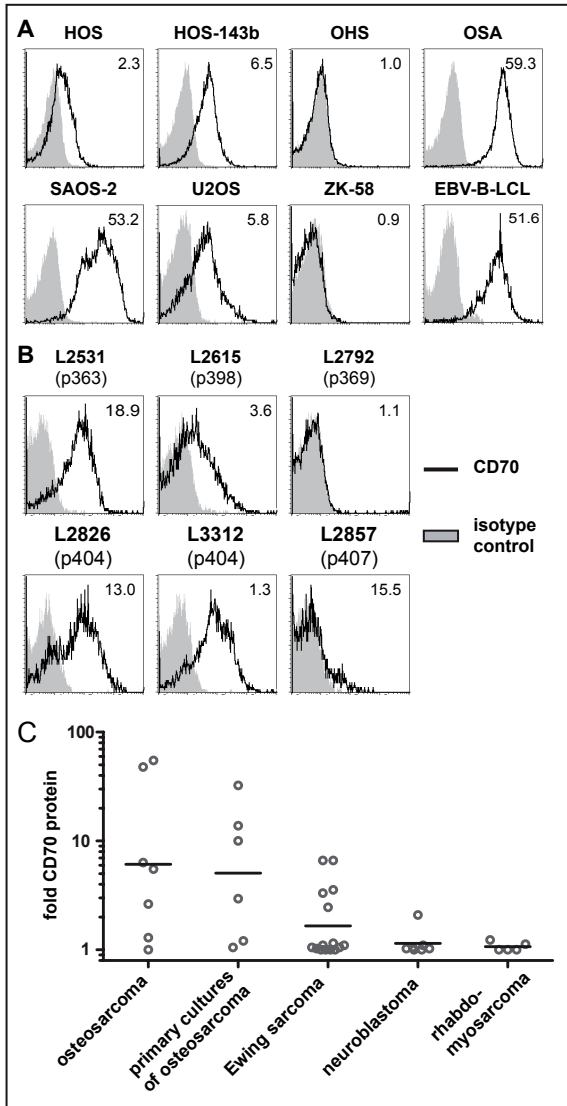 A
HOS HOS-143b OHS OSA
2.3 6.5 1.0 59.3
SAOS-2 U2OS ZK-58 EBV-B-LCL
53.2 5.8 0.9 51.6
B
L2531 L2615 L2792
(p363) (p398) (p369)
18.9 3.6 1.1
CD70
isotype
control
L2826 L3312 L2857
(p404) (p404) (p407)
13.0 1.3 15.5
C
fold CD70 protein
100
10
1
osteosarcoma
primary cultures
of osteosarcoma
Ewing sarcoma
neuroblastoma
rhabdo-
myosarcoma